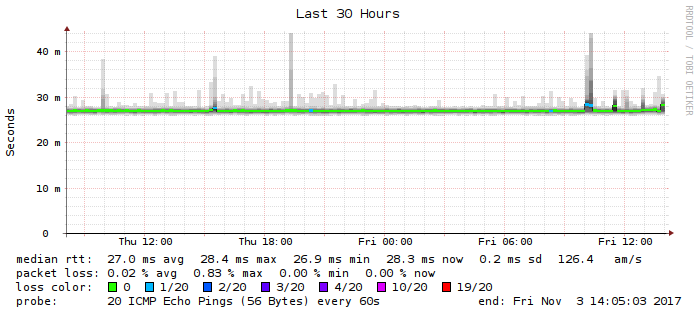 Last 30 Hours
RRDTOOL / TOBI OETIKER
Seconds
40 m
30 m
20 m
10 m
0
Thu 12:00 Thu 18:00 Fri 00:00 Fri 06:00 Fri 12:00
median rtt: 27.0 ms avg 28.4 ms max 26.9 ms min 28.3 ms now 0.2 ms sd 126.4 am/s
packet loss: 0.02 % avg 0.83 % max 0.00 % min 0.00 % now
loss color: 0 1/20 2/20 3/20 4/20 10/20 19/20
probe: 20 ICMP Echo Pings (56 Bytes) every 60s end: Fri Nov 3 14:05:03 2017